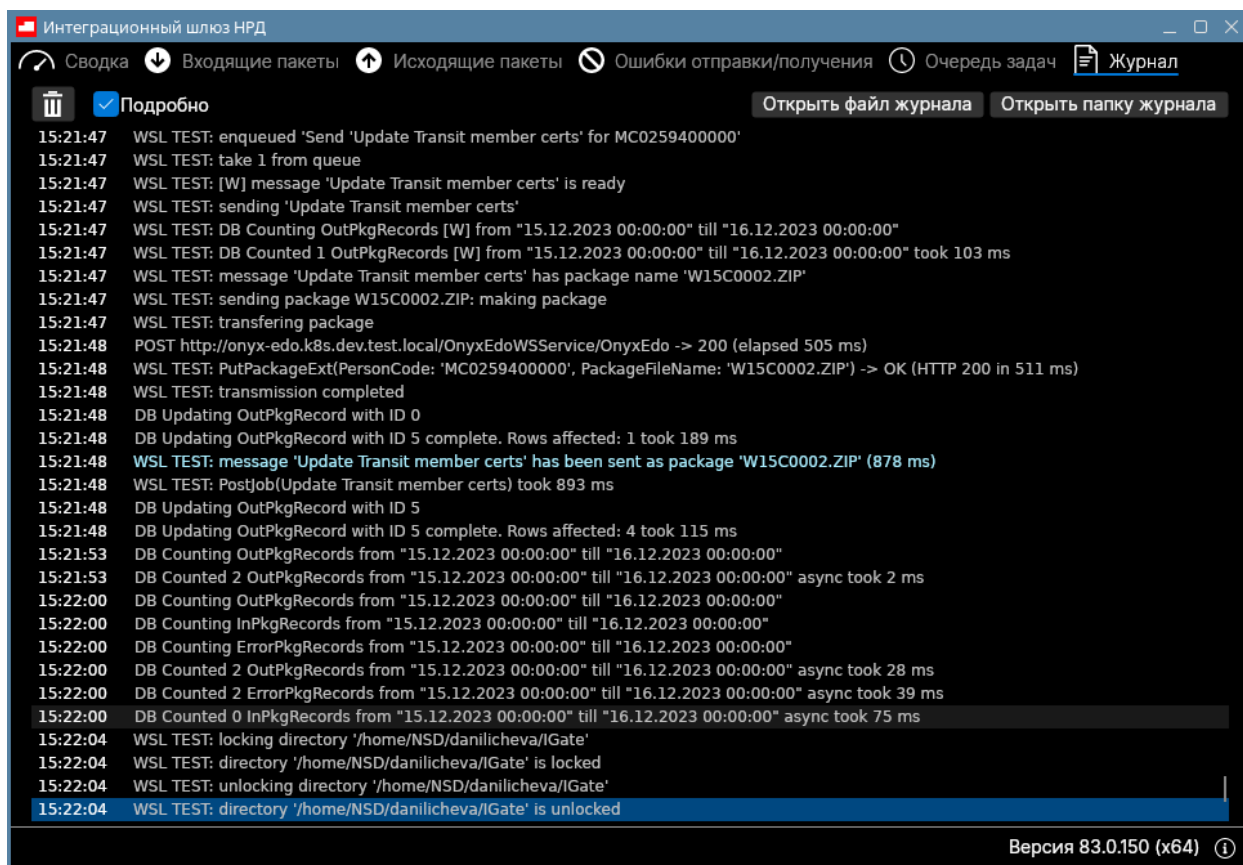 Интеграционный шлюз НРД
Сводка Входящие пакеты Исходящие пакеты Ошибки отправки/получения Очередь задач Журнал
Подробно Открыть файл журнала Открыть папку журнала
15:21:47 WSL TEST: enqueued 'Send 'Update Transit member certs' for MC0259400000'
15:21:47 WSL TEST: take 1 from queue
15:21:47 WSL TEST: [W] message 'Update Transit member certs' is ready
15:21:47 WSL TEST: sending 'Update Transit member certs'
15:21:47 WSL TEST: DB Counting OutPkgRecords [W] from "15.12.2023 00:00:00" till "16.12.2023 00:00:00"
15:21:47 WSL TEST: DB Counted 1 OutPkgRecords [W] from "15.12.2023 00:00:00" till "16.12.2023 00:00:00" took 103 ms
15:21:47 WSL TEST: message 'Update Transit member certs' has package name 'W15C0002.ZIP'
15:21:47 WSL TEST: sending package W15C0002.ZIP: making package
15:21:47 WSL TEST: transfering package
15:21:48 POST http://onyx-edo.k8s.dev.test.local/OnyxEdoWSService/OnyxEdo -> 200 (elapsed 505 ms)
15:21:48 WSL TEST: PutPackageExt(PersonCode: 'MC0259400000', PackageFileName: 'W15C0002.ZIP') -> OK (HTTP 200 in 511 ms)
15:21:48 WSL TEST: transmission completed
15:21:48 DB Updating OutPkgRecord with ID 0
15:21:48 DB Updating OutPkgRecord with ID 5 complete. Rows affected: 1 took 189 ms
15:21:48 WSL TEST: message 'Update Transit member certs' has been sent as package 'W15C0002.ZIP' (878 ms)
15:21:48 WSL TEST: PostJob(Update Transit member certs) took 893 ms
15:21:48 DB Updating OutPkgRecord with ID 5
15:21:48 DB Updating OutPkgRecord with ID 5 complete. Rows affected: 4 took 115 ms
15:21:53 DB Counting OutPkgRecords from "15.12.2023 00:00:00" till "16.12.2023 00:00:00"
15:21:53 DB Counted 2 OutPkgRecords from "15.12.2023 00:00:00" till "16.12.2023 00:00:00" async took 2 ms
15:22:00 DB Counting OutPkgRecords from "15.12.2023 00:00:00" till "16.12.2023 00:00:00"
15:22:00 DB Counting InPkgRecords from "15.12.2023 00:00:00" till "16.12.2023 00:00:00"
15:22:00 DB Counting ErrorPkgRecords from "15.12.2023 00:00:00" till "16.12.2023 00:00:00"
15:22:00 DB Counted 2 OutPkgRecords from "15.12.2023 00:00:00" till "16.12.2023 00:00:00" async took 28 ms
15:22:00 DB Counted 2 ErrorPkgRecords from "15.12.2023 00:00:00" till "16.12.2023 00:00:00" async took 39 ms
15:22:00 DB Counted 0 InPkgRecords from "15.12.2023 00:00:00" till "16.12.2023 00:00:00" async took 75 ms
15:22:04 WSL TEST: locking directory '/home/NSD/danilicheva/IGate'
15:22:04 WSL TEST: directory '/home/NSD/danilicheva/IGate' is locked
15:22:04 WSL TEST: unlocking directory '/home/NSD/danilicheva/IGate'
15:22:04 WSL TEST: directory '/home/NSD/danilicheva/IGate' is unlocked
Версия 83.0.150 (x64)